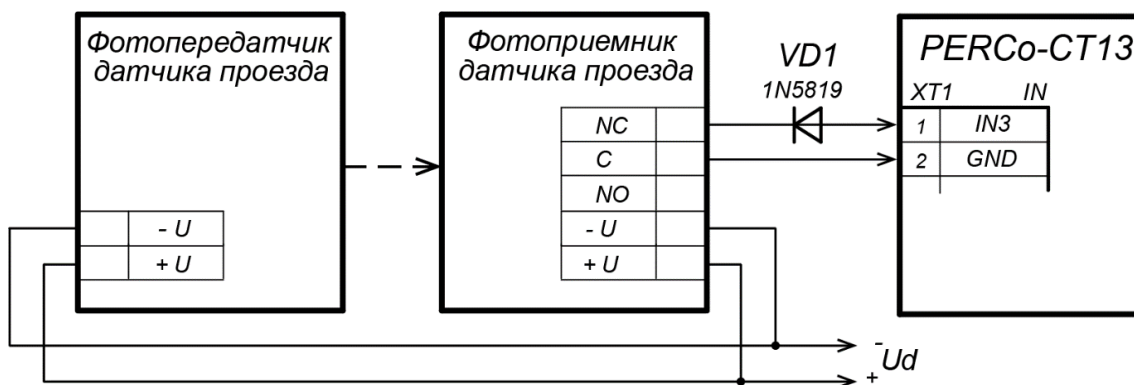 Фотопередатчик
датчика проезда
- U
+ U
Фотоприемник
датчика проезда
NC
C
NO
- U
+ U
VD1
1N5819
PERCo-CT13
XT1 IN
1 IN3
2 GND
- 
Ud
+